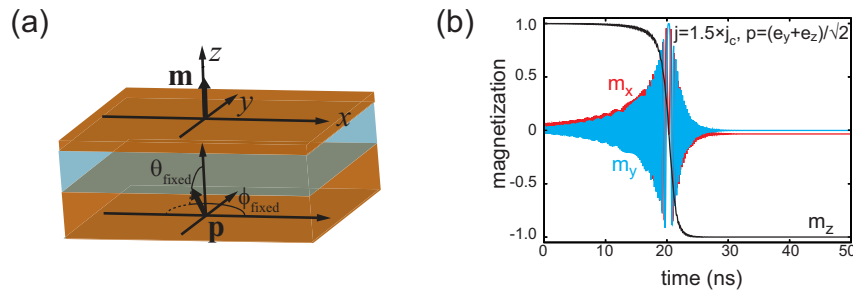 (a)
z
m
y
x
θfixed
ϕfixed
p
(b)
j=1.5×jc, p=(ey+ez)/√2
1.0
0.5
0
-0.5
-1.0
magnetization
mx
my
mz
0 10 20 30 40 50
time (ns)